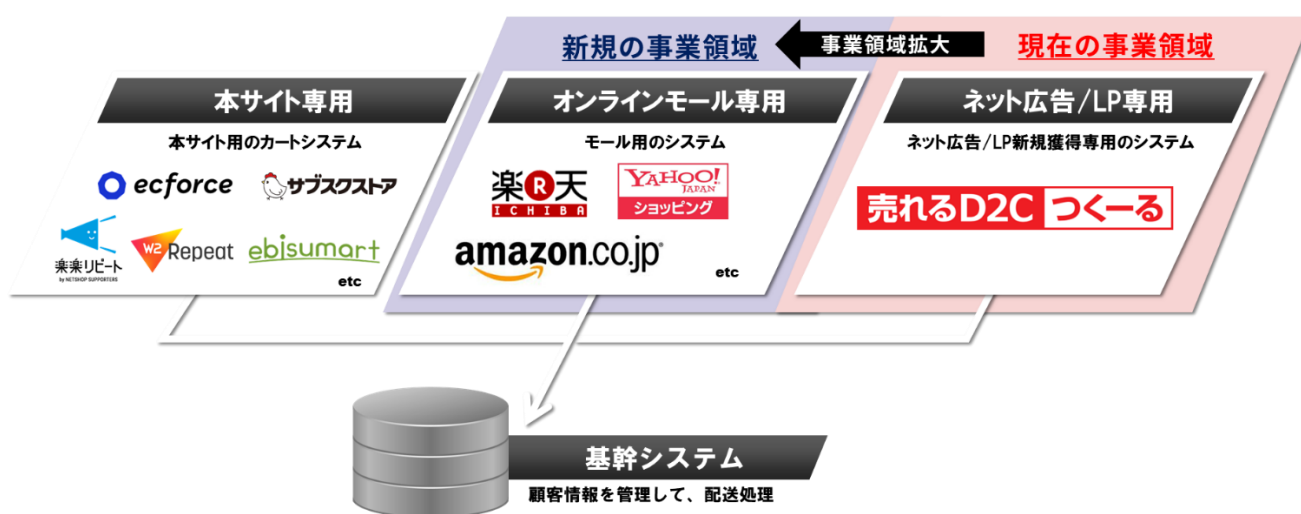 新規の事業領域
事業領域拡大
現在の事業領域
本サイト専用
本サイト用のカートシステム
ecforce
サブスクストア
楽楽リピート
by NETSHOP SUPPORTERS
W2 Repeat
ebisumart
etc
オンラインモール専用
モール用のシステム
楽R天
ICHIBA
YAHOO!
JAPAN
ショッピング
amazon.co.jp
etc
ネット広告/LP専用
ネット広告/LP新規獲得専用のシステム
売れるD2Cつくーる
基幹システム
顧客情報を管理して、配送処理